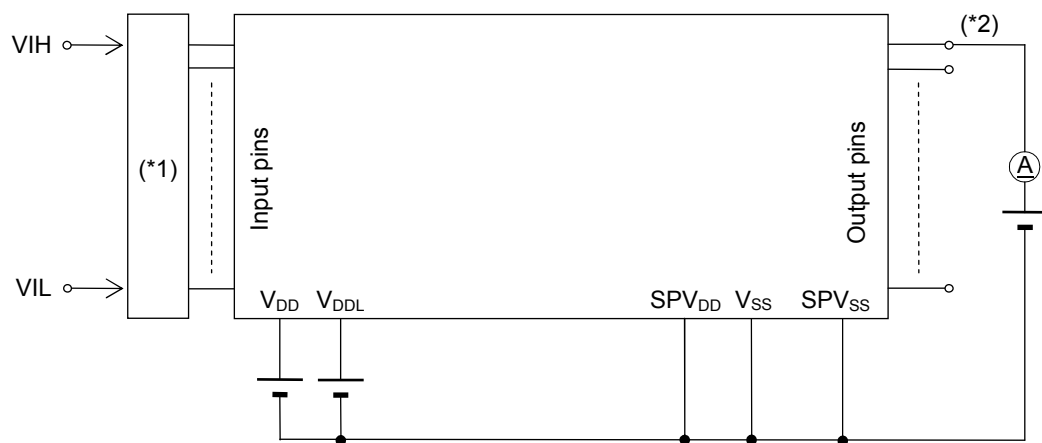 VIH
(*2)
(*1)
Input pins
Output pins
A
VIL
VDD
VDDL
SPVDD
VSS
SPVSS